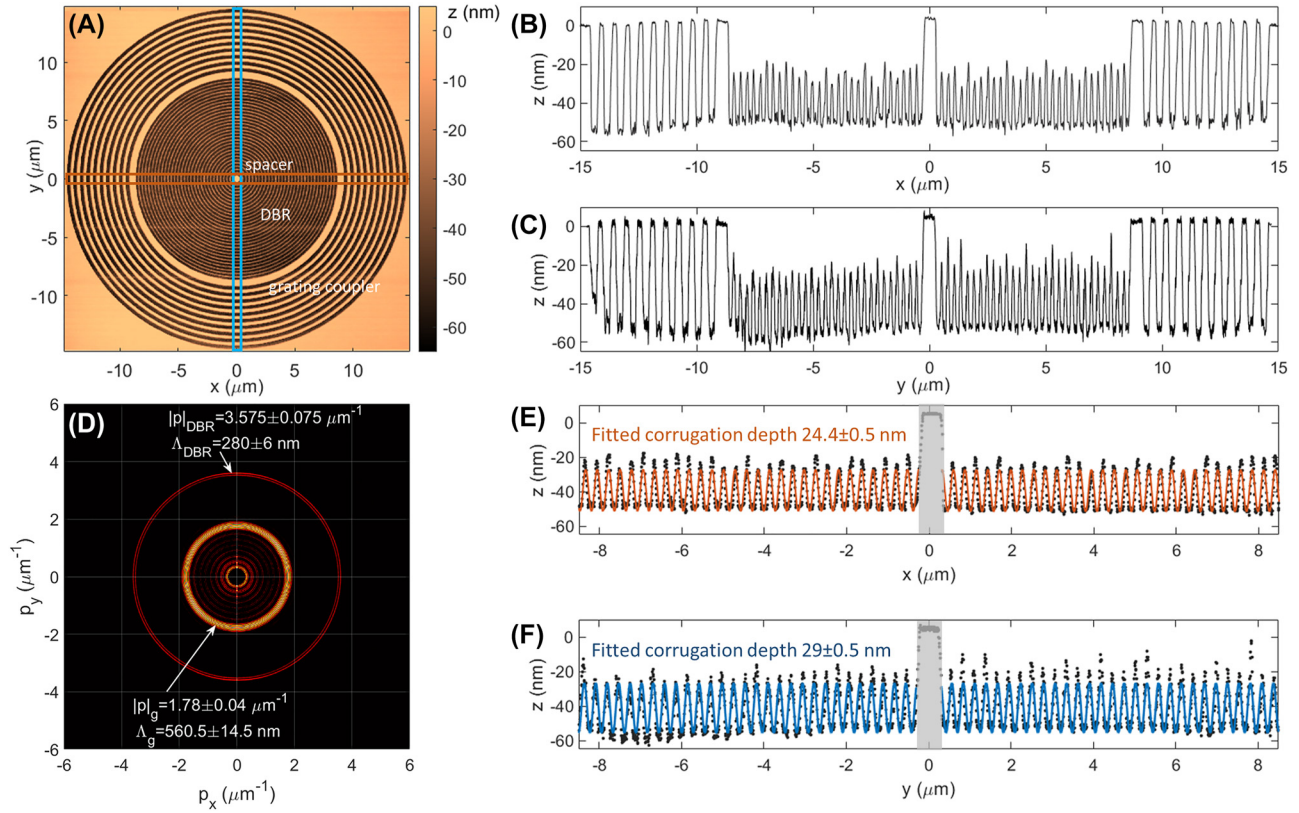 (A)
z (nm)
0
-10
-20
-30
-40
-50
-60
10
5
0
-5
-10
y (μm)
spacer
DBR
grating coupler
-10
-5
0
5
10
x (μm)
(B)
0
-20
-40
-60
z (nm)
-15
-10
-5
0
5
10
15
x (μm)
(C)
0
-20
-40
-60
z (nm)
-15
-10
-5
0
5
10
15
y (μm)
(D)
|p|DBR=3.575±0.075 μm-1
ΛDBR=280±6 nm
|p|g=1.78±0.04 μm-1
Λg=560.5±14.5 nm
6
4
2
0
-2
-4
-6
py (μm-1)
-6
-4
-2
0
2
4
6
px (μm-1)
(E)
Fitted corrugation depth 24.4±0.5 nm
0
-20
-40
-60
z (nm)
-8
-6
-4
-2
0
2
4
6
8
x (μm)
(F)
Fitted corrugation depth 29±0.5 nm
0
-20
-40
-60
z (nm)
-8
-6
-4
-2
0
2
4
6
8
y (μm)